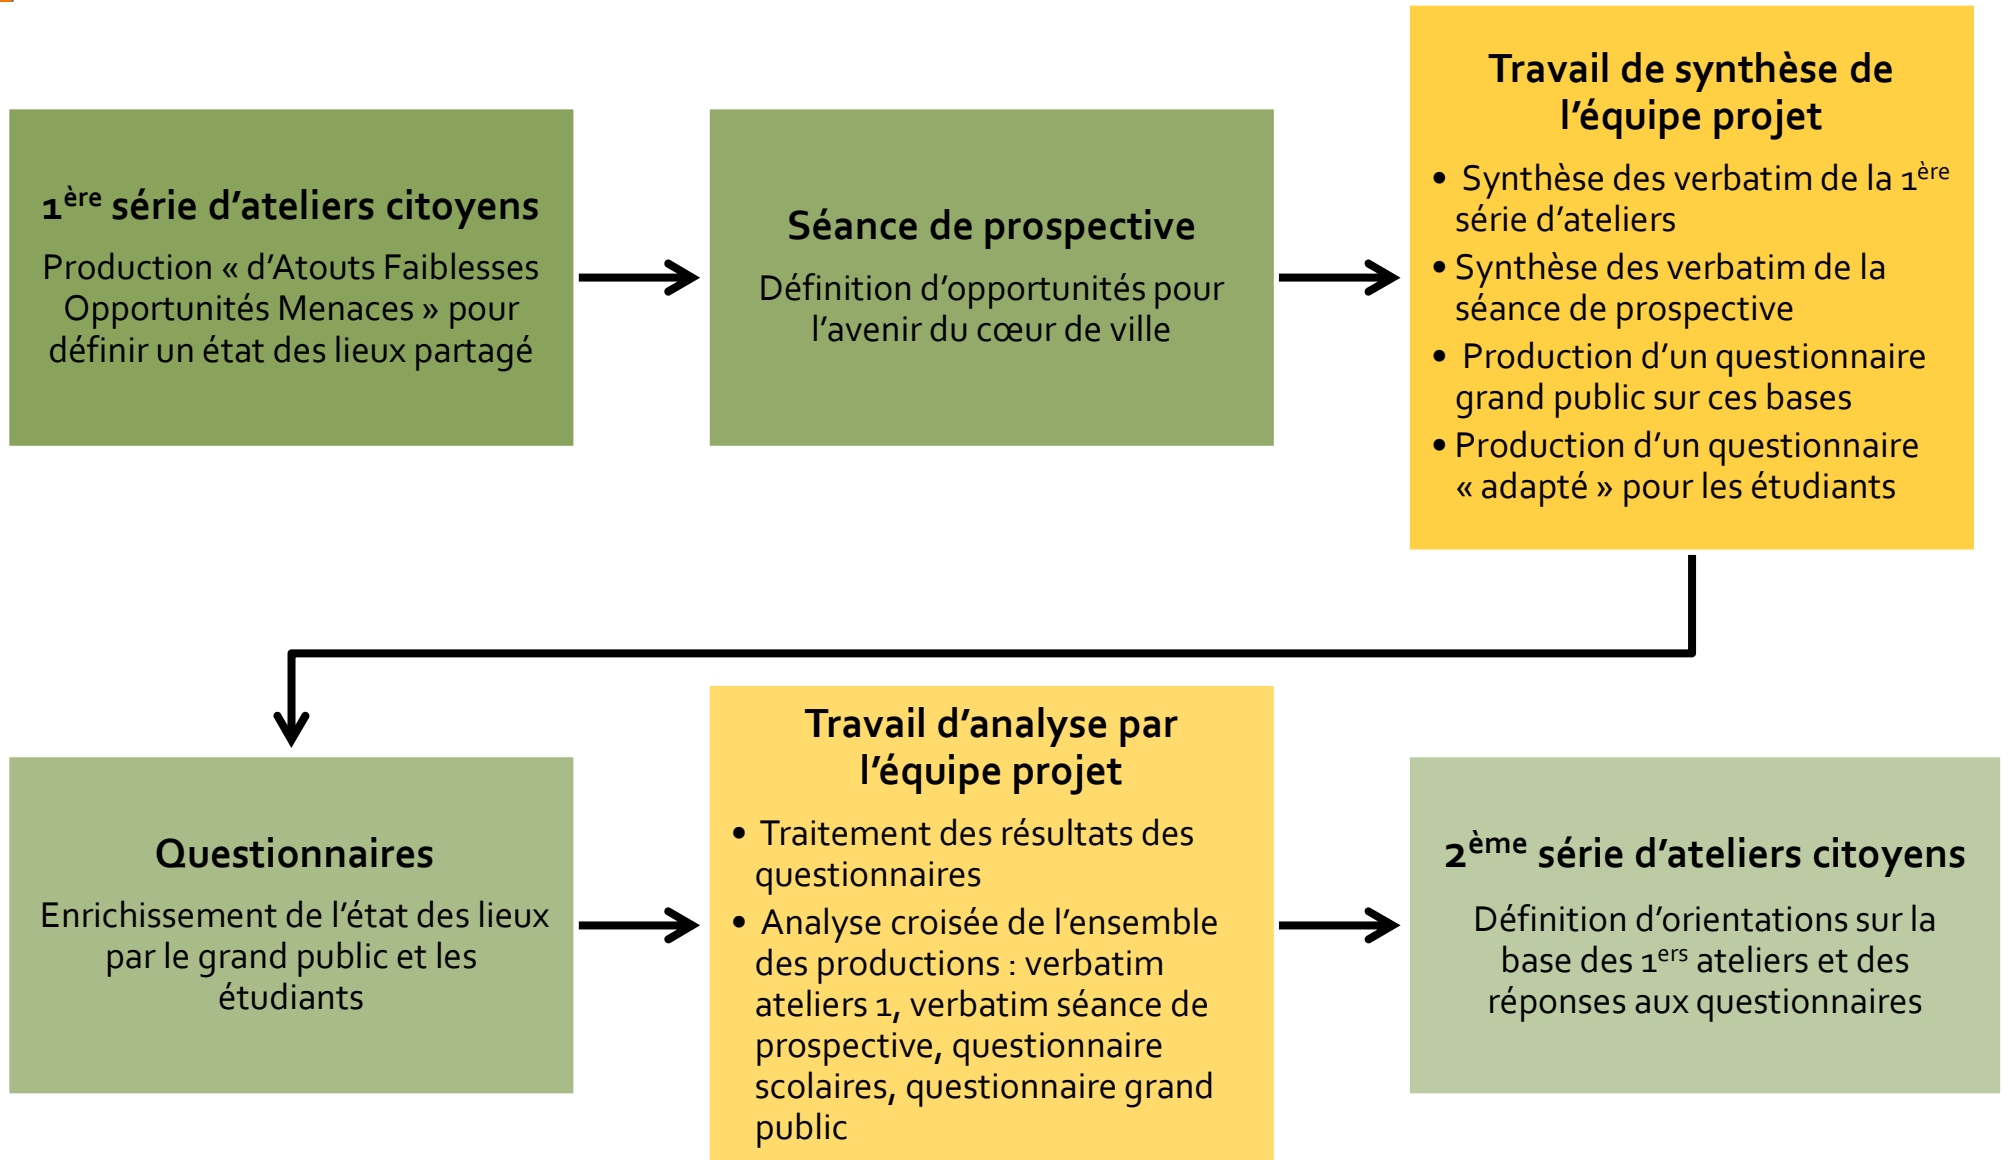 1ère série d’ateliers citoyens
Production « d’Atouts Faiblesses
Opportunités Menaces » pour
définir un état des lieux partagé
Séance de prospective
Définition d’opportunités pour
l’avenir du cœur de ville
Travail de synthèse de
l’équipe projet
• Synthèse des verbatim de la 1ère
série d’ateliers
• Synthèse des verbatim de la
séance de prospective
• Production d’un questionnaire
grand public sur ces bases
• Production d’un questionnaire
« adapté » pour les étudiants
Questionnaires
Enrichissement de l’état des lieux
par le grand public et les
étudiants
Travail d’analyse par
l’équipe projet
• Traitement des résultats des
questionnaires
• Analyse croisée de l’ensemble
des productions : verbatim
ateliers 1, verbatim séance de
prospective, questionnaire
scolaires, questionnaire grand
public
2ème série d’ateliers citoyens
Définition d’orientations sur la
base des 1ers ateliers et des
réponses aux questionnaires